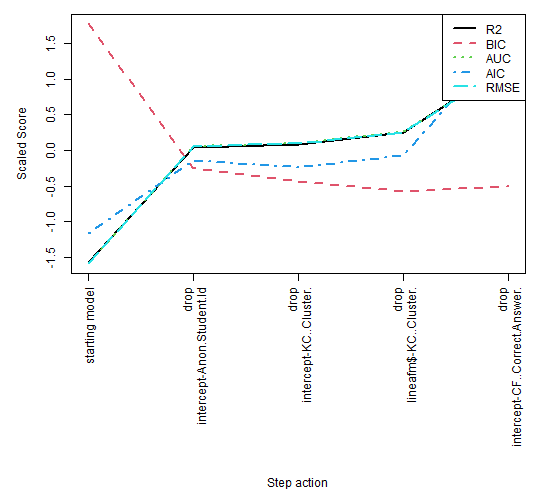 R2
BIC
AUC
AIC
RMSE
Scaled Score
1.5
1.0
0.5
0.0
-0.5
-1.0
-1.5
starting model
drop
intercept-Anon.Student.Id
drop
intercept-KC..Cluster.
drop
lineafm$-KC..Cluster.
drop
intercept-CF..Correct.Answer.
Step action